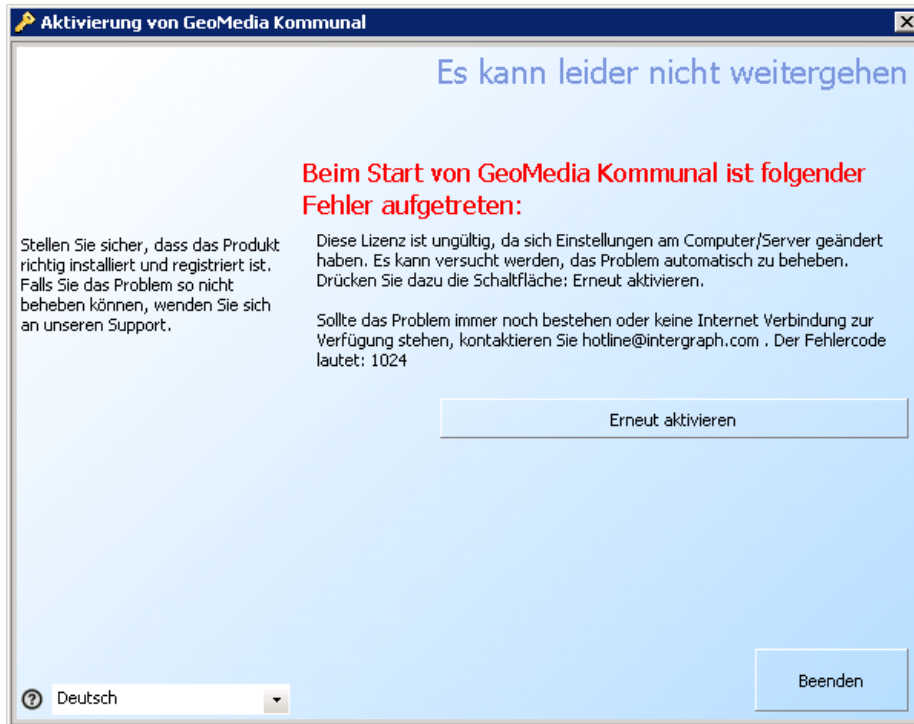 Aktivierung von GeoMedia Kommunal
Es kann leider nicht weitergehen
Beim Start von GeoMedia Kommunal ist folgender
Fehler aufgetreten:
Stellen Sie sicher, dass das Produkt
richtig installiert und registriert ist.
Falls Sie das Problem so nicht
beheben können, wenden Sie sich
an unseren Support.
Diese Lizenz ist ungültig, da sich Einstellungen am Computer/Server geändert
haben. Es kann versucht werden, das Problem automatisch zu beheben.
Drücken Sie dazu die Schaltfläche: Erneut aktivieren.
Sollte das Problem immer noch bestehen oder keine Internet Verbindung zur
Verfügung stehen, kontaktieren Sie hotline@intergraph.com . Der Fehlercode
lautet: 1024
Erneut aktivieren
Beenden
Deutsch